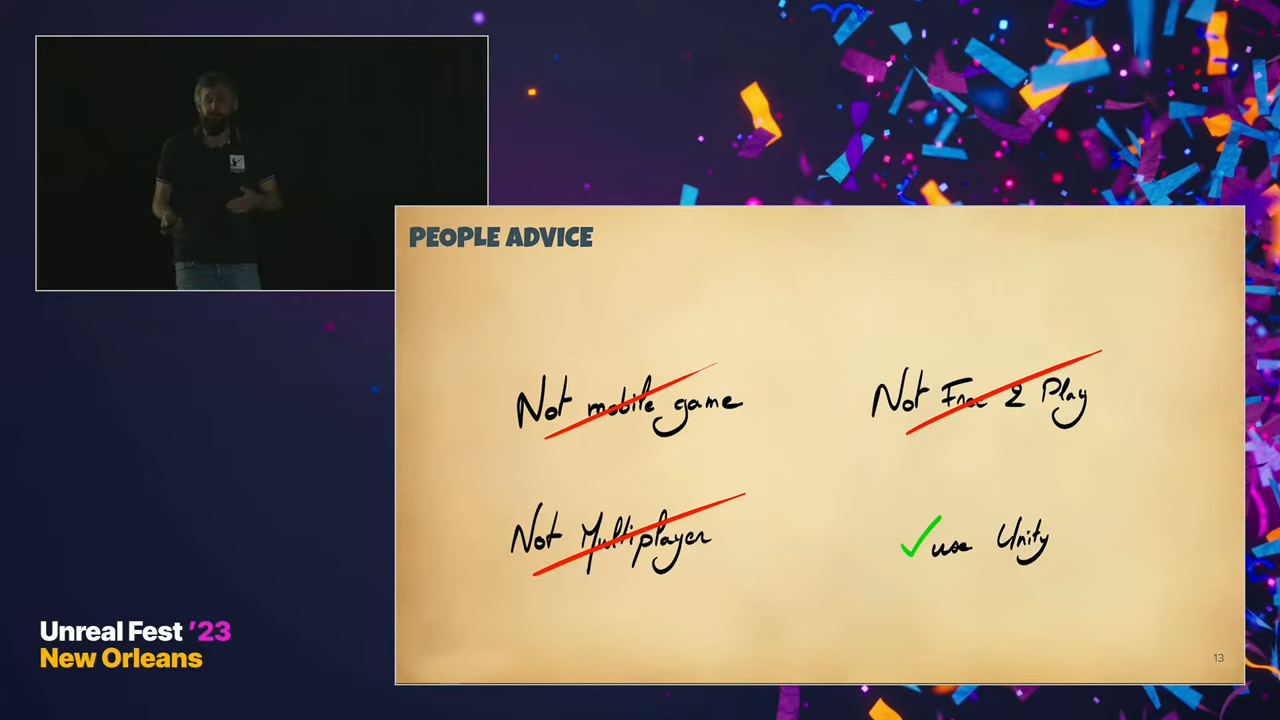 PEOPLE ADVICE
Not mobile game
Not Free 2 Play
Not Multiplayer
use Unity
13
Unreal Fest '23
New Orleans